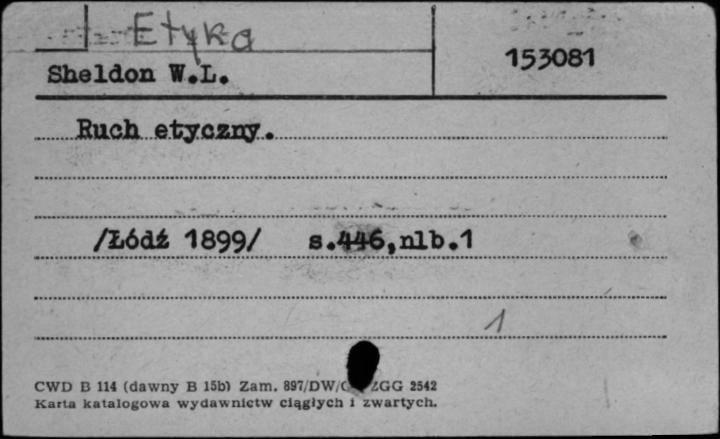 Etyka
153081
Sheldon W.L.
Ruch etyczny.
/Łódź 1899/ s.446,nlb.1
1
CWD B 114 (dawny B 15b) Zam. 897/DW/ ZGG 2542
Karta katalogowa wydawnictw ciągłych i zwartych.